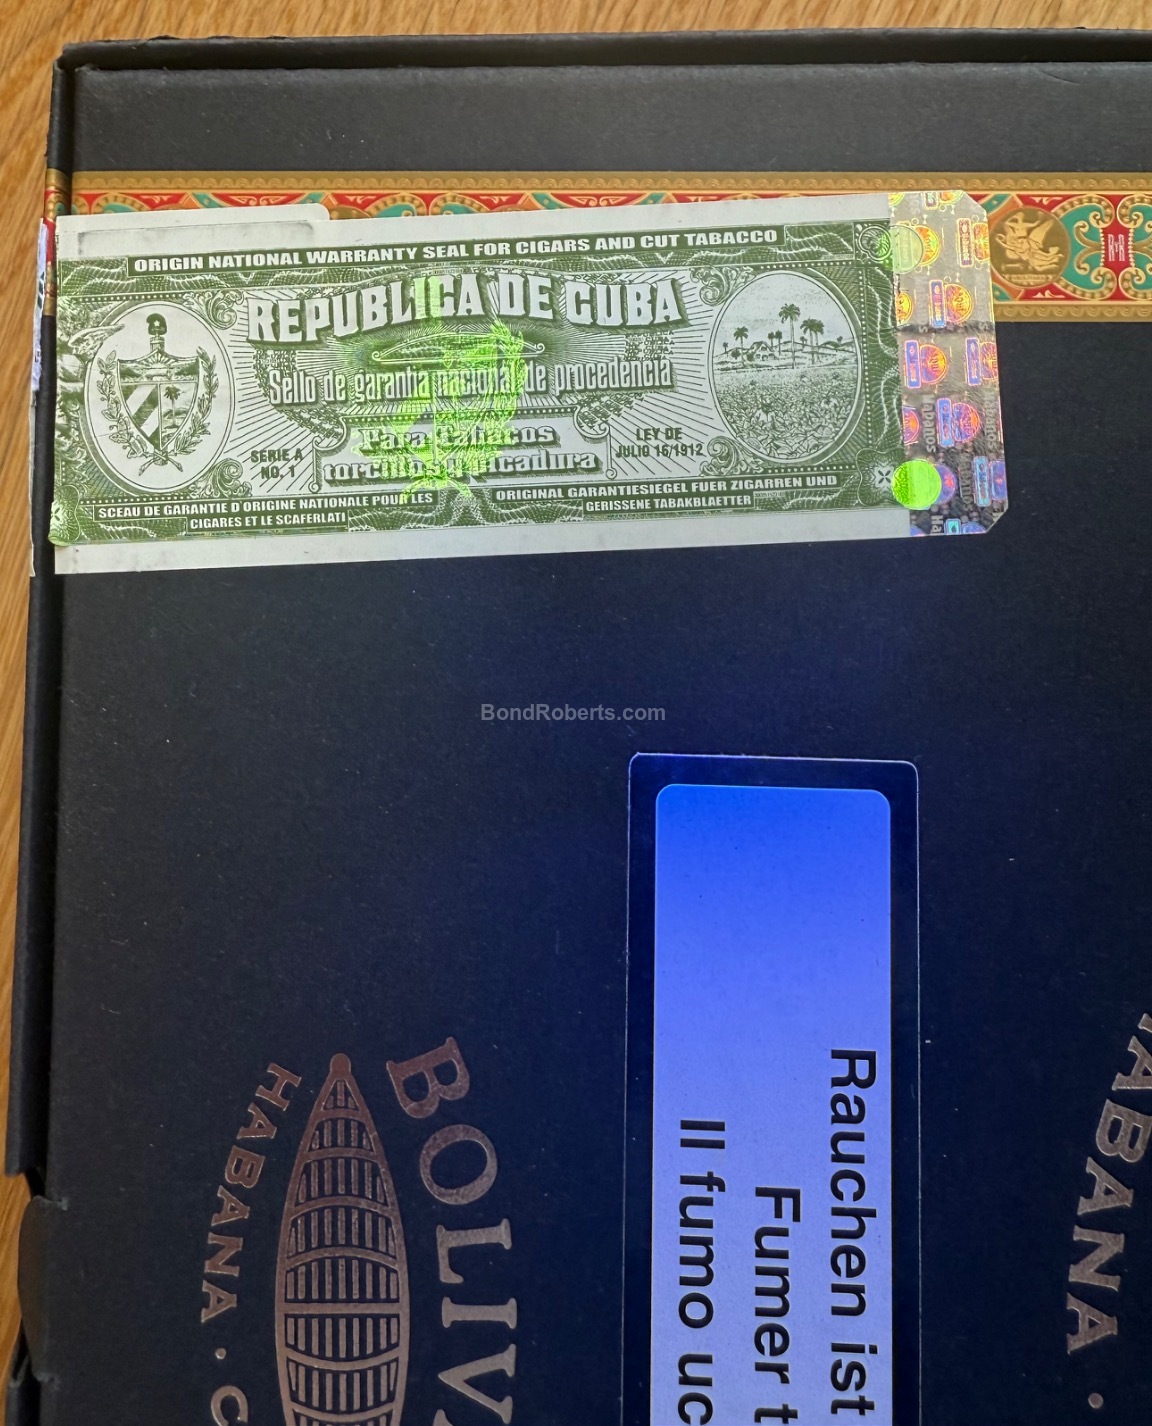 ORIGIN NATIONAL WARRANTY SEAL FOR CIGARS AND CUT TABACCO
REPUBLICA DE CUBA
Sello de garantia nacional de procedencia
Para Tabacos
torcidos y picadura
SERIE A
NO. 1
LEY DE
JULIO 16/1912
SCEAU DE GARANTIE D'ORIGINE NATIONALE POUR LES
CIGARES ET LE SCAFERLATI
ORIGINAL GARANTIESIEGEL FUER ZIGARREN UND
GERISSENE TABAKBLAETTER
BondRoberts.com
Rauchen ist
Fumer t
Il fumo uc
BOLIV
HABANA · C
HABANA ·